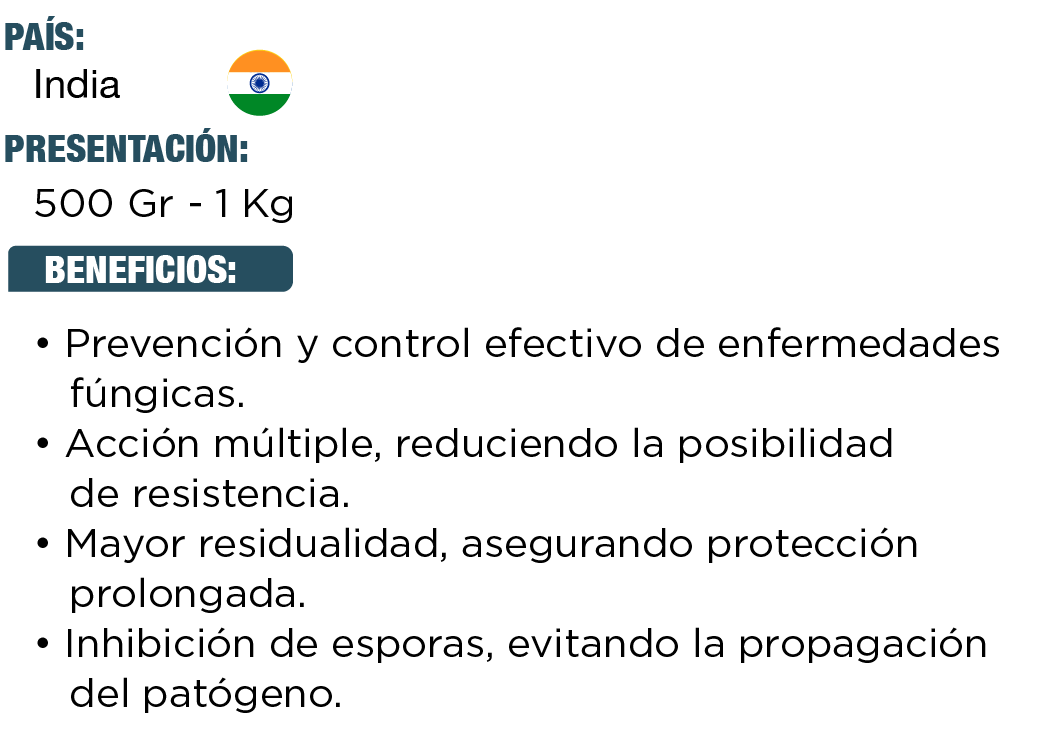 PAÍS:
India
PRESENTACIÓN:
500 Gr - 1 Kg
BENEFICIOS:
• Prevención y control efectivo de enfermedades
fúngicas.
• Acción múltiple, reduciendo la posibilidad
de resistencia.
• Mayor residualidad, asegurando protección
prolongada.
• Inhibición de esporas, evitando la propagación
del patógeno.